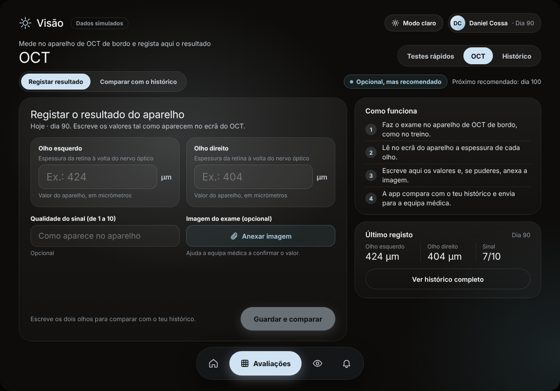 Visão
Dados simulados
Modo claro
DC
Daniel Cossa · Dia 90
Mede no aparelho de OCT de bordo e regista aqui o resultado
OCT
Testes rápidos
OCT
Histórico
Registar resultado
Comparar com o histórico
Opcional, mas recomendado
Próximo recomendado: dia 100
Registar o resultado do aparelho
Hoje · dia 90. Escreve os valores tal como aparecem no ecrã do OCT.
Olho esquerdo
Espessura da retina à volta do nervo óptico
Ex.: 424
µm
Valor do aparelho, em micrómetros
Olho direito
Espessura da retina à volta do nervo óptico
Ex.: 404
µm
Valor do aparelho, em micrómetros
Qualidade do sinal (de 1 a 10)
Como aparece no aparelho
Opcional
Imagem do exame (opcional)
Anexar imagem
Ajuda a equipa médica a confirmar o valor.
Escreve os dois olhos para comparar com o teu histórico.
Guardar e comparar
Como funciona
1
Faz o exame no aparelho de OCT de bordo,
como no treino.
2
Lê no ecrã do aparelho a espessura de cada
olho.
3
Escreve aqui os valores e, se puderes, anexa a
imagem.
4
A app compara com o teu histórico e envia
para a equipa médica.
Último registo
Dia 90
Olho esquerdo
424 µm
Olho direito
404 µm
Sinal
7/10
Ver histórico completo
Avaliações